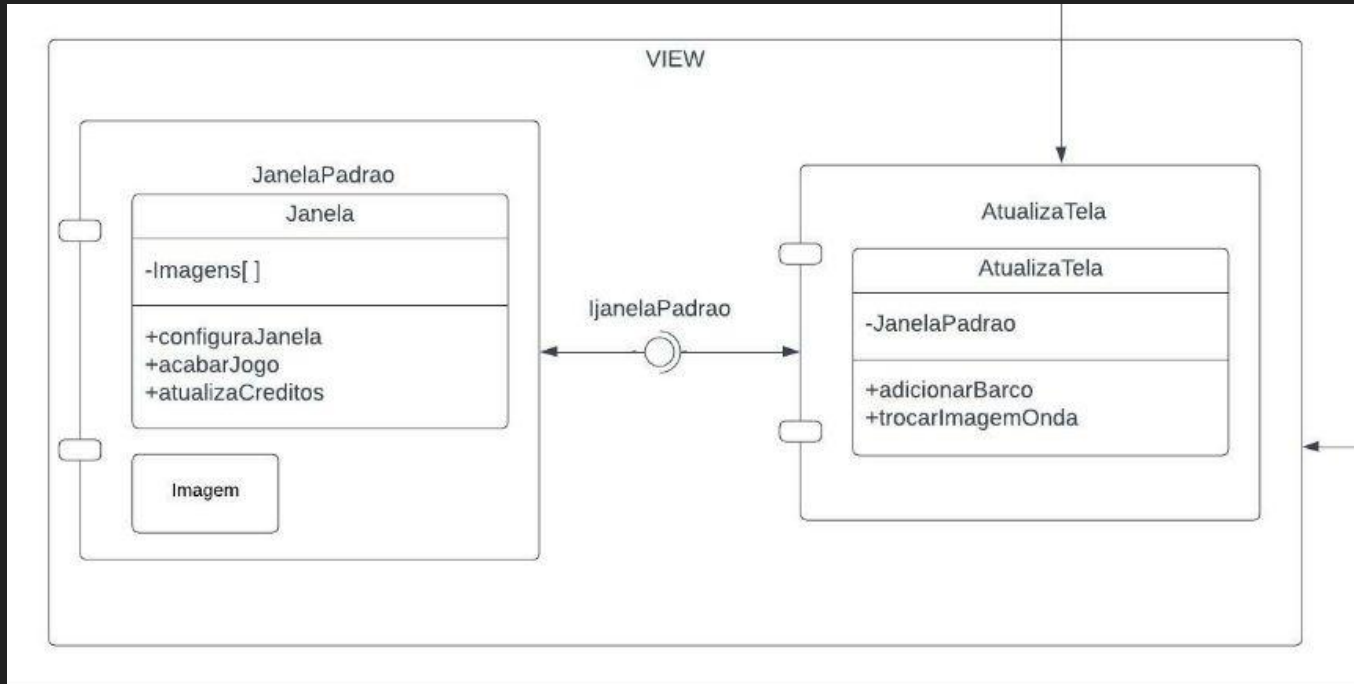 VIEW
JanelaPadrao
Janela
-Imagens[ ]
+configuraJanela
+acabarJogo
+atualizaCreditos
Imagem
IjanelaPadrao
AtualizaTela
AtualizaTela
-JanelaPadrao
+adicionarBarco
+trocarImagemOnda